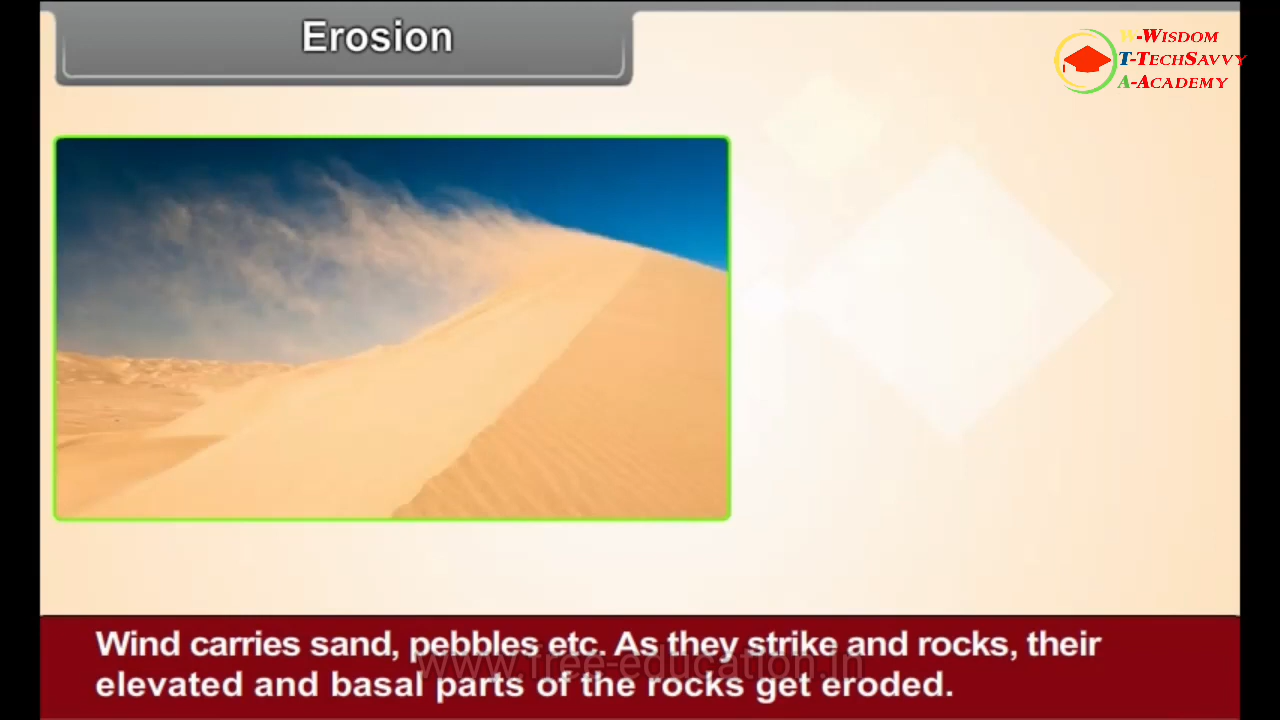 Erosion
W-WISDOM
T-TECHSAVVY
A-ACADEMY
Wind carries sand, pebbles etc. As they strike and rocks, their
elevated and basal parts of the rocks get eroded.
www.free-education.in